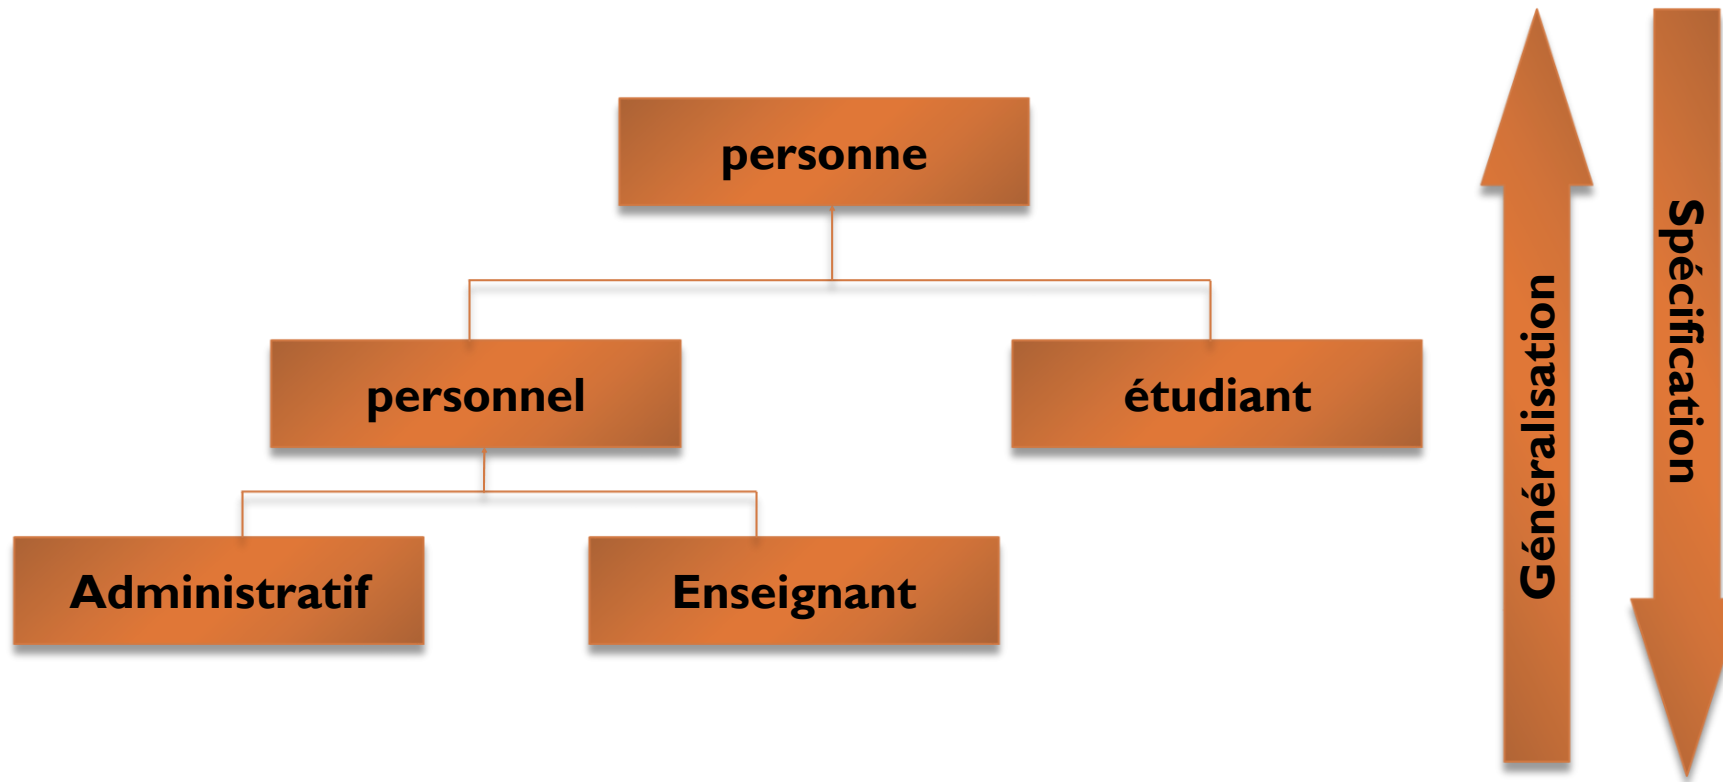 personne
personnel
étudiant
Administratif
Enseignant
Généralisation
Spécification